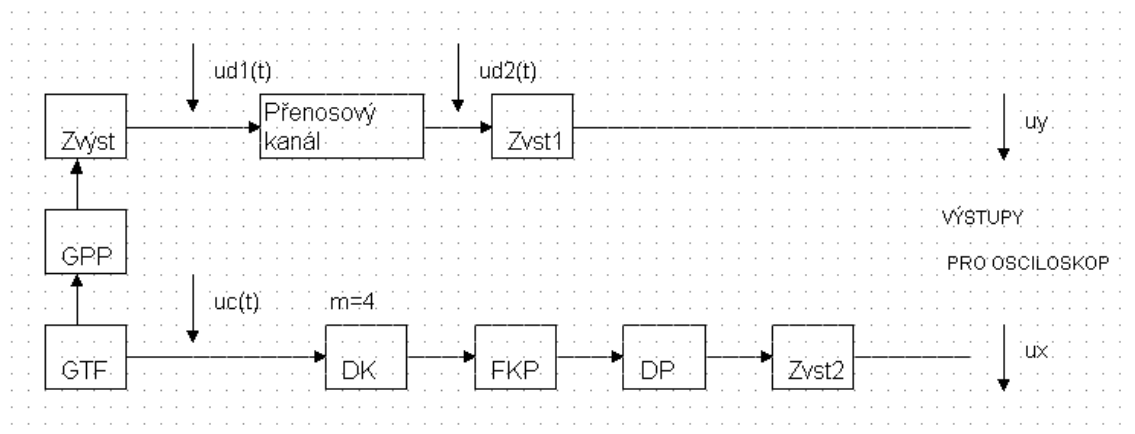 ud1(t)
ud2(t)
Zvýst
Přenosový
kanál
Zvst1
uy
GPP
VÝSTUPY
PRO OSCILOSKOP
uc(t)
m=4
GTF
DK
FKP
DP
Zvst2
ux